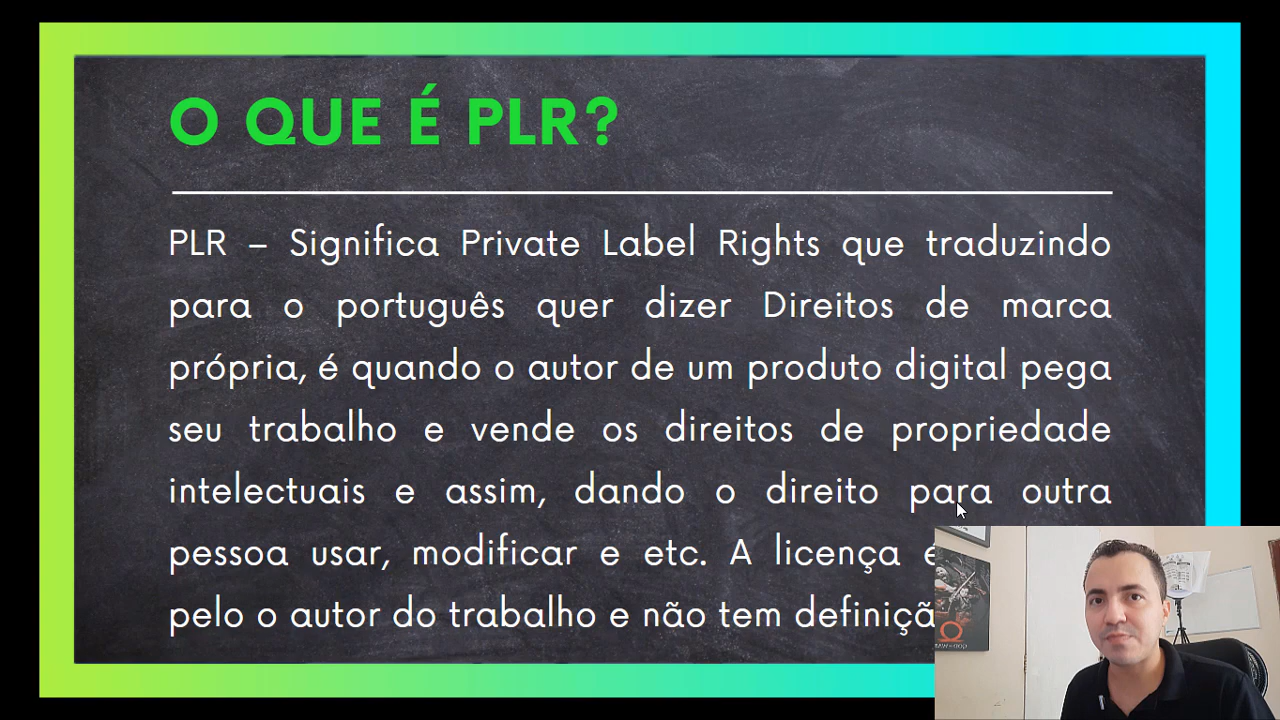 O QUE É PLR?
PLR – Significa Private Label Rights que traduzindo
para o português quer dizer Direitos de marca
própria, é quando o autor de um produto digital pega
seu trabalho e vende os direitos de propriedade
intelectuais e assim, dando o direito para outra
pessoa usar, modificar e etc. A licença
pelo o autor do trabalho e não tem